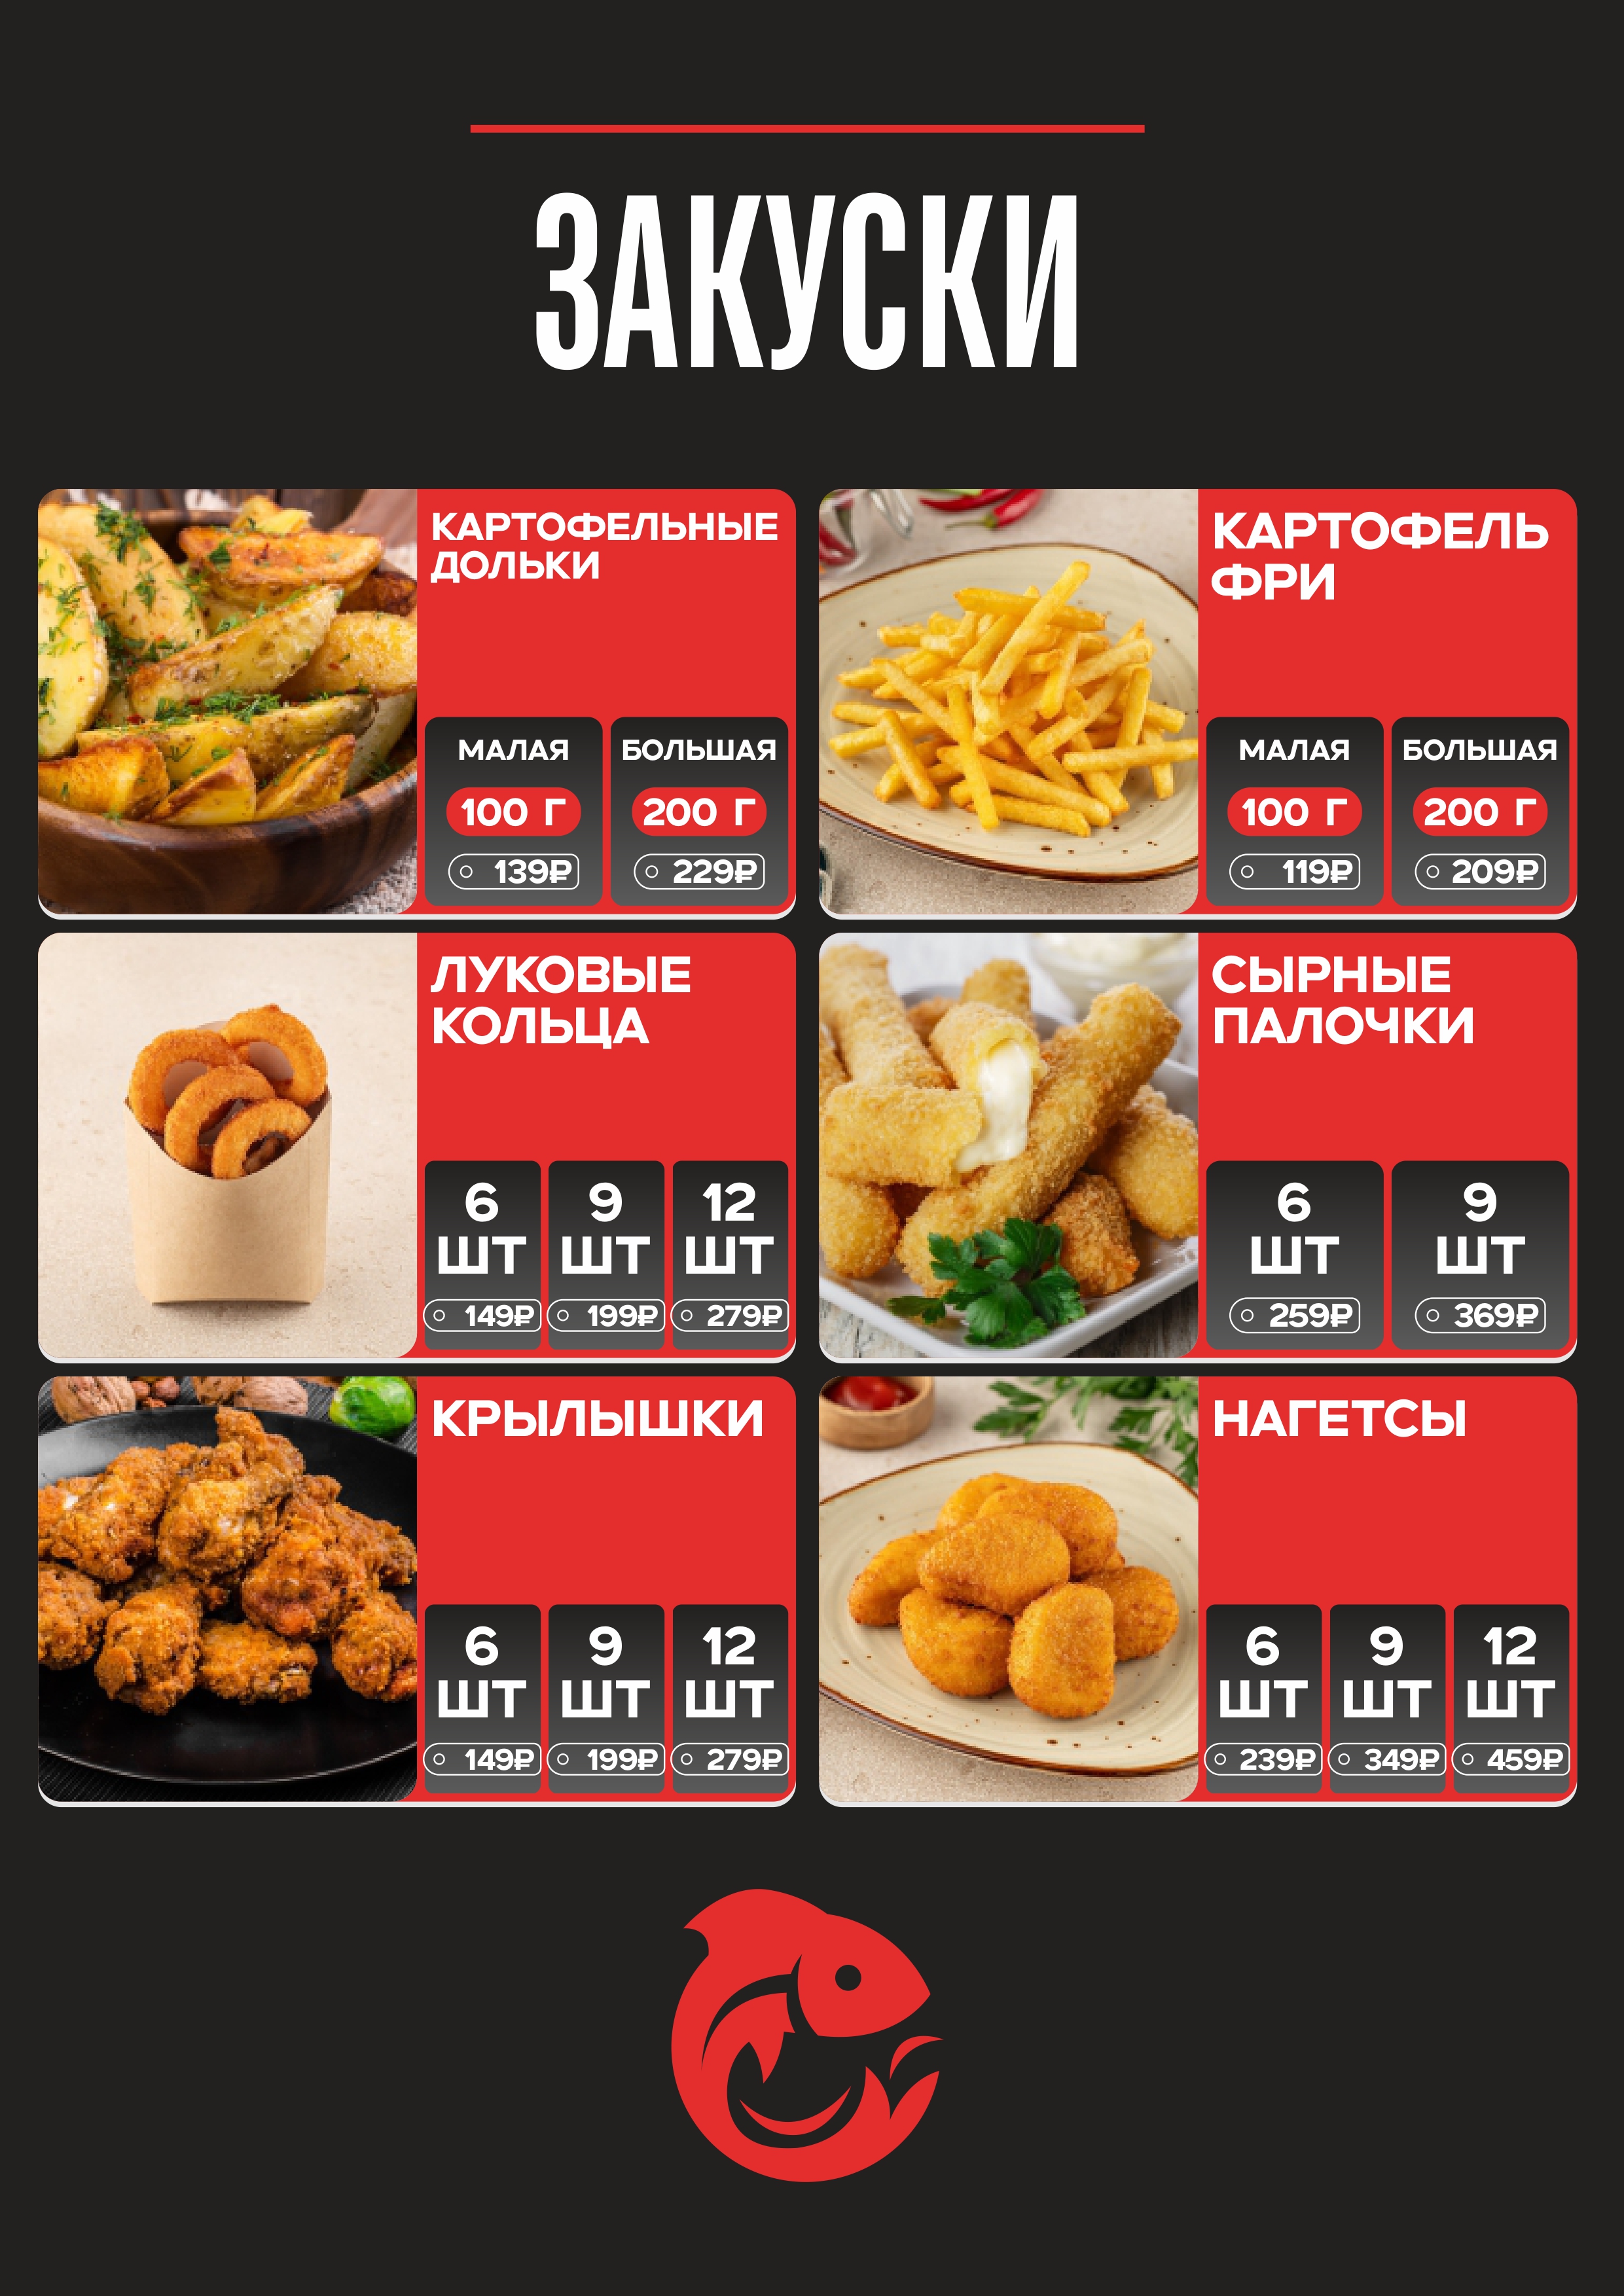 ЗАКУСКИ
КАРТОФЕЛЬНЫЕ
ДОЛЬКИ
МАЛАЯ
100 Г
139₽
БОЛЬШАЯ
200 Г
229₽
КАРТОФЕЛЬ
ФРИ
МАЛАЯ
100 Г
119₽
БОЛЬШАЯ
200 Г
209₽
ЛУКОВЫЕ
КОЛЬЦА
6
ШТ
149₽
9
ШТ
199₽
12
ШТ
279₽
СЫРНЫЕ
ПАЛОЧКИ
6
ШТ
259₽
9
ШТ
369₽
КРЫЛЫШКИ
6
ШТ
149₽
9
ШТ
199₽
12
ШТ
279₽
НАГЕТСЫ
6
ШТ
239₽
9
ШТ
349₽
12
ШТ
459₽